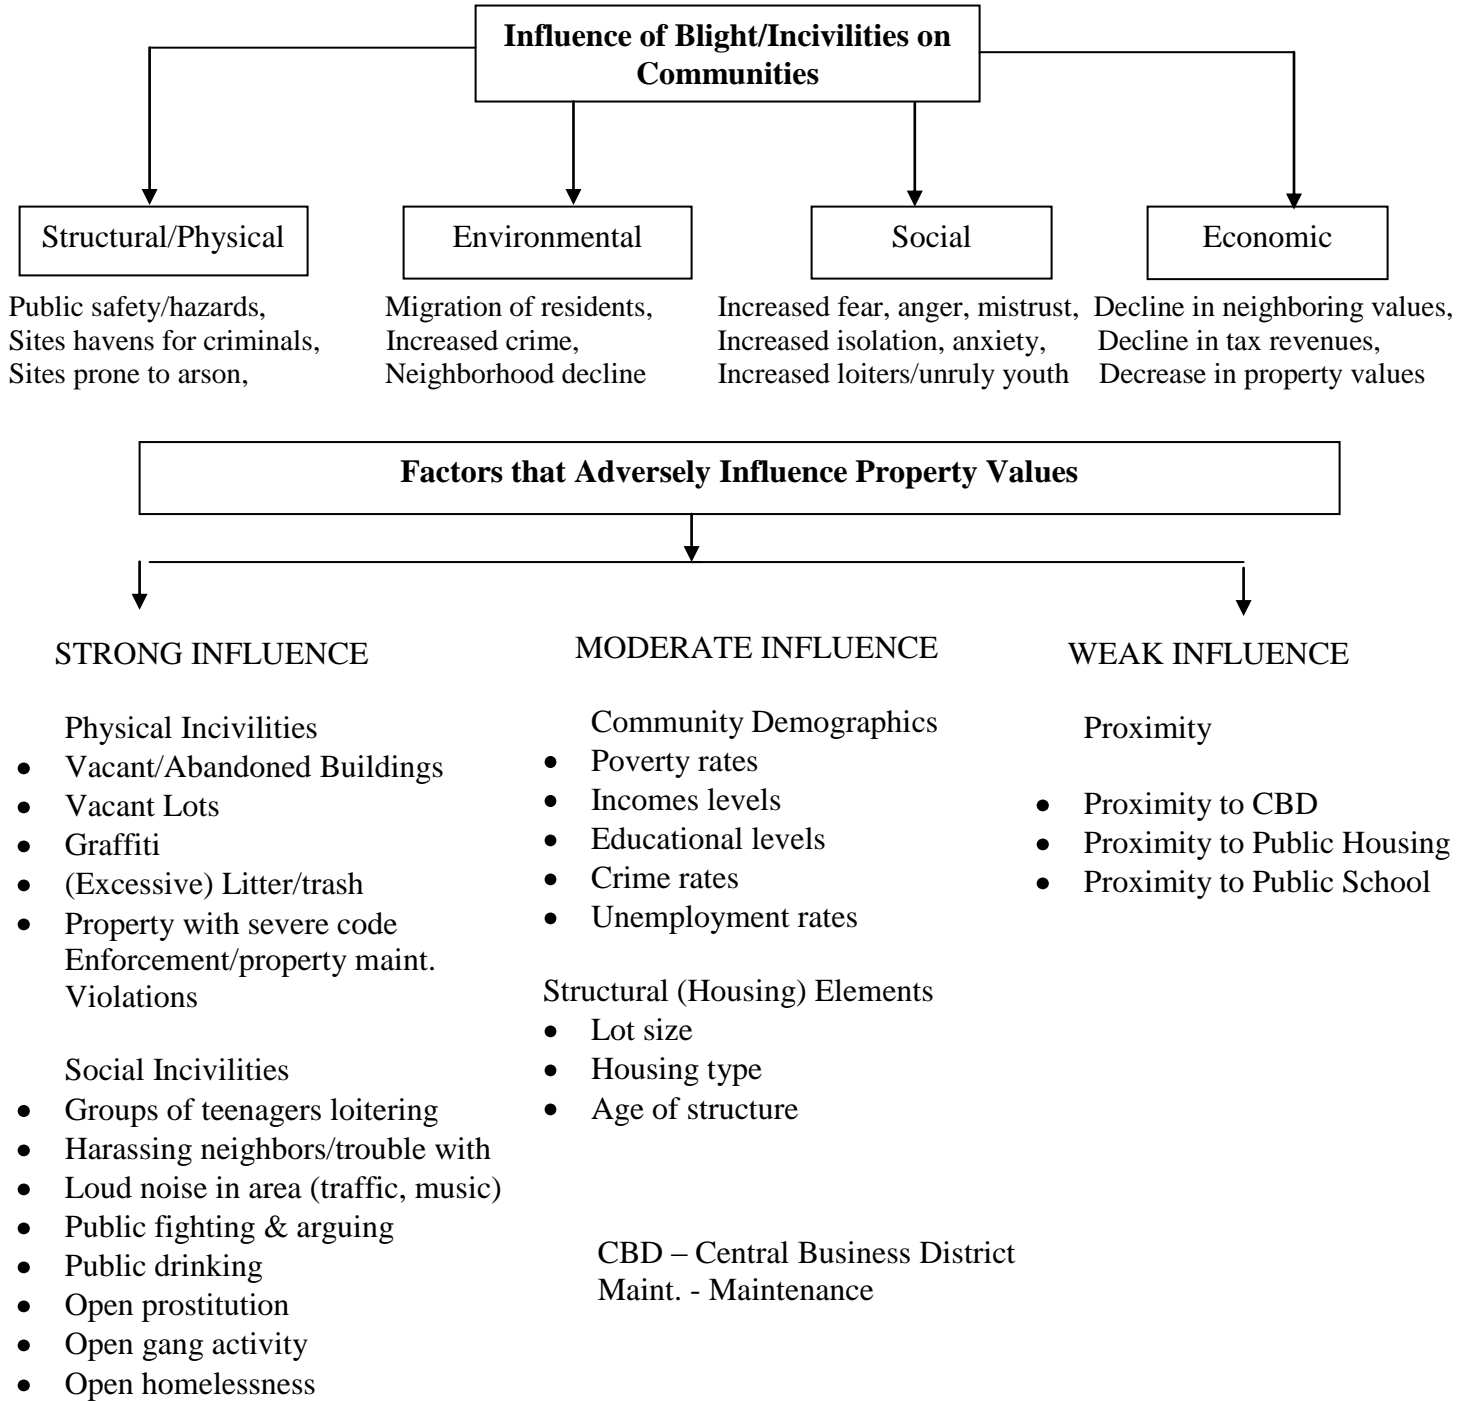 Influence of Blight/Incivilities on
Communities
Structural/Physical
Environmental
Social
Economic
Public safety/hazards,
Sites havens for criminals,
Sites prone to arson,
Migration of residents,
Increased crime,
Neighborhood decline
Increased fear, anger, mistrust,
Increased isolation, anxiety,
Increased loiters/unruly youth
Decline in neighboring values,
Decline in tax revenues,
Decrease in property values
Factors that Adversely Influence Property Values
STRONG INFLUENCE
Physical Incivilities
• Vacant/Abandoned Buildings
• Vacant Lots
• Graffiti
• (Excessive) Litter/trash
• Property with severe code
Enforcement/property maint.
Violations
Social Incivilities
• Groups of teenagers loitering
• Harassing neighbors/trouble with
• Loud noise in area (traffic, music)
• Public fighting & arguing
• Public drinking
• Open prostitution
• Open gang activity
• Open homelessness
MODERATE INFLUENCE
Community Demographics
• Poverty rates
• Incomes levels
• Educational levels
• Crime rates
• Unemployment rates
Structural (Housing) Elements
• Lot size
• Housing type
• Age of structure
WEAK INFLUENCE
Proximity
• Proximity to CBD
• Proximity to Public Housing
• Proximity to Public School
CBD – Central Business District
Maint. - Maintenance